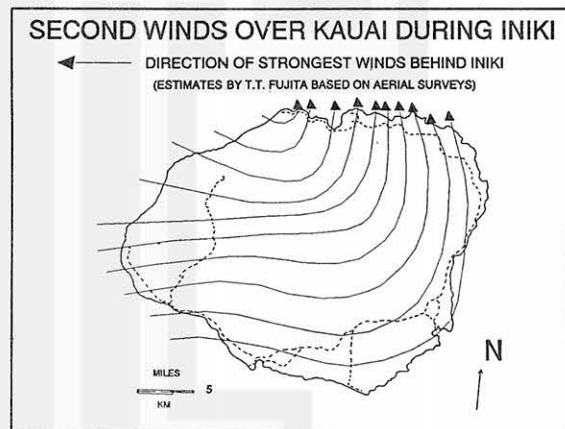 SECOND WINDS OVER KAUAI DURING INIKI
DIRECTION OF STRONGEST WINDS BEHIND INIKI
(ESTIMATES BY T.T. FUJITA BASED ON AERIAL SURVEYS)
N
MILES
5
KM